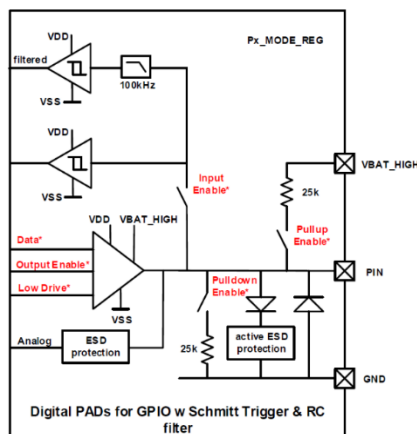 VDD
Px_MODE_REG
filtered
100kHz
VSS
VDD
VBAT_HIGH
VSS
Input
Enable*
25k
Pullup
Enable*
VDD
VBAT_HIGH
Data*
Output Enable*
Low Drive*
PIN
Pulldown
Enable*
VSS
Analog
ESD
protection
25k
active ESD
protection
GND
Digital PADs for GPIO w Schmitt Trigger & RC
filter